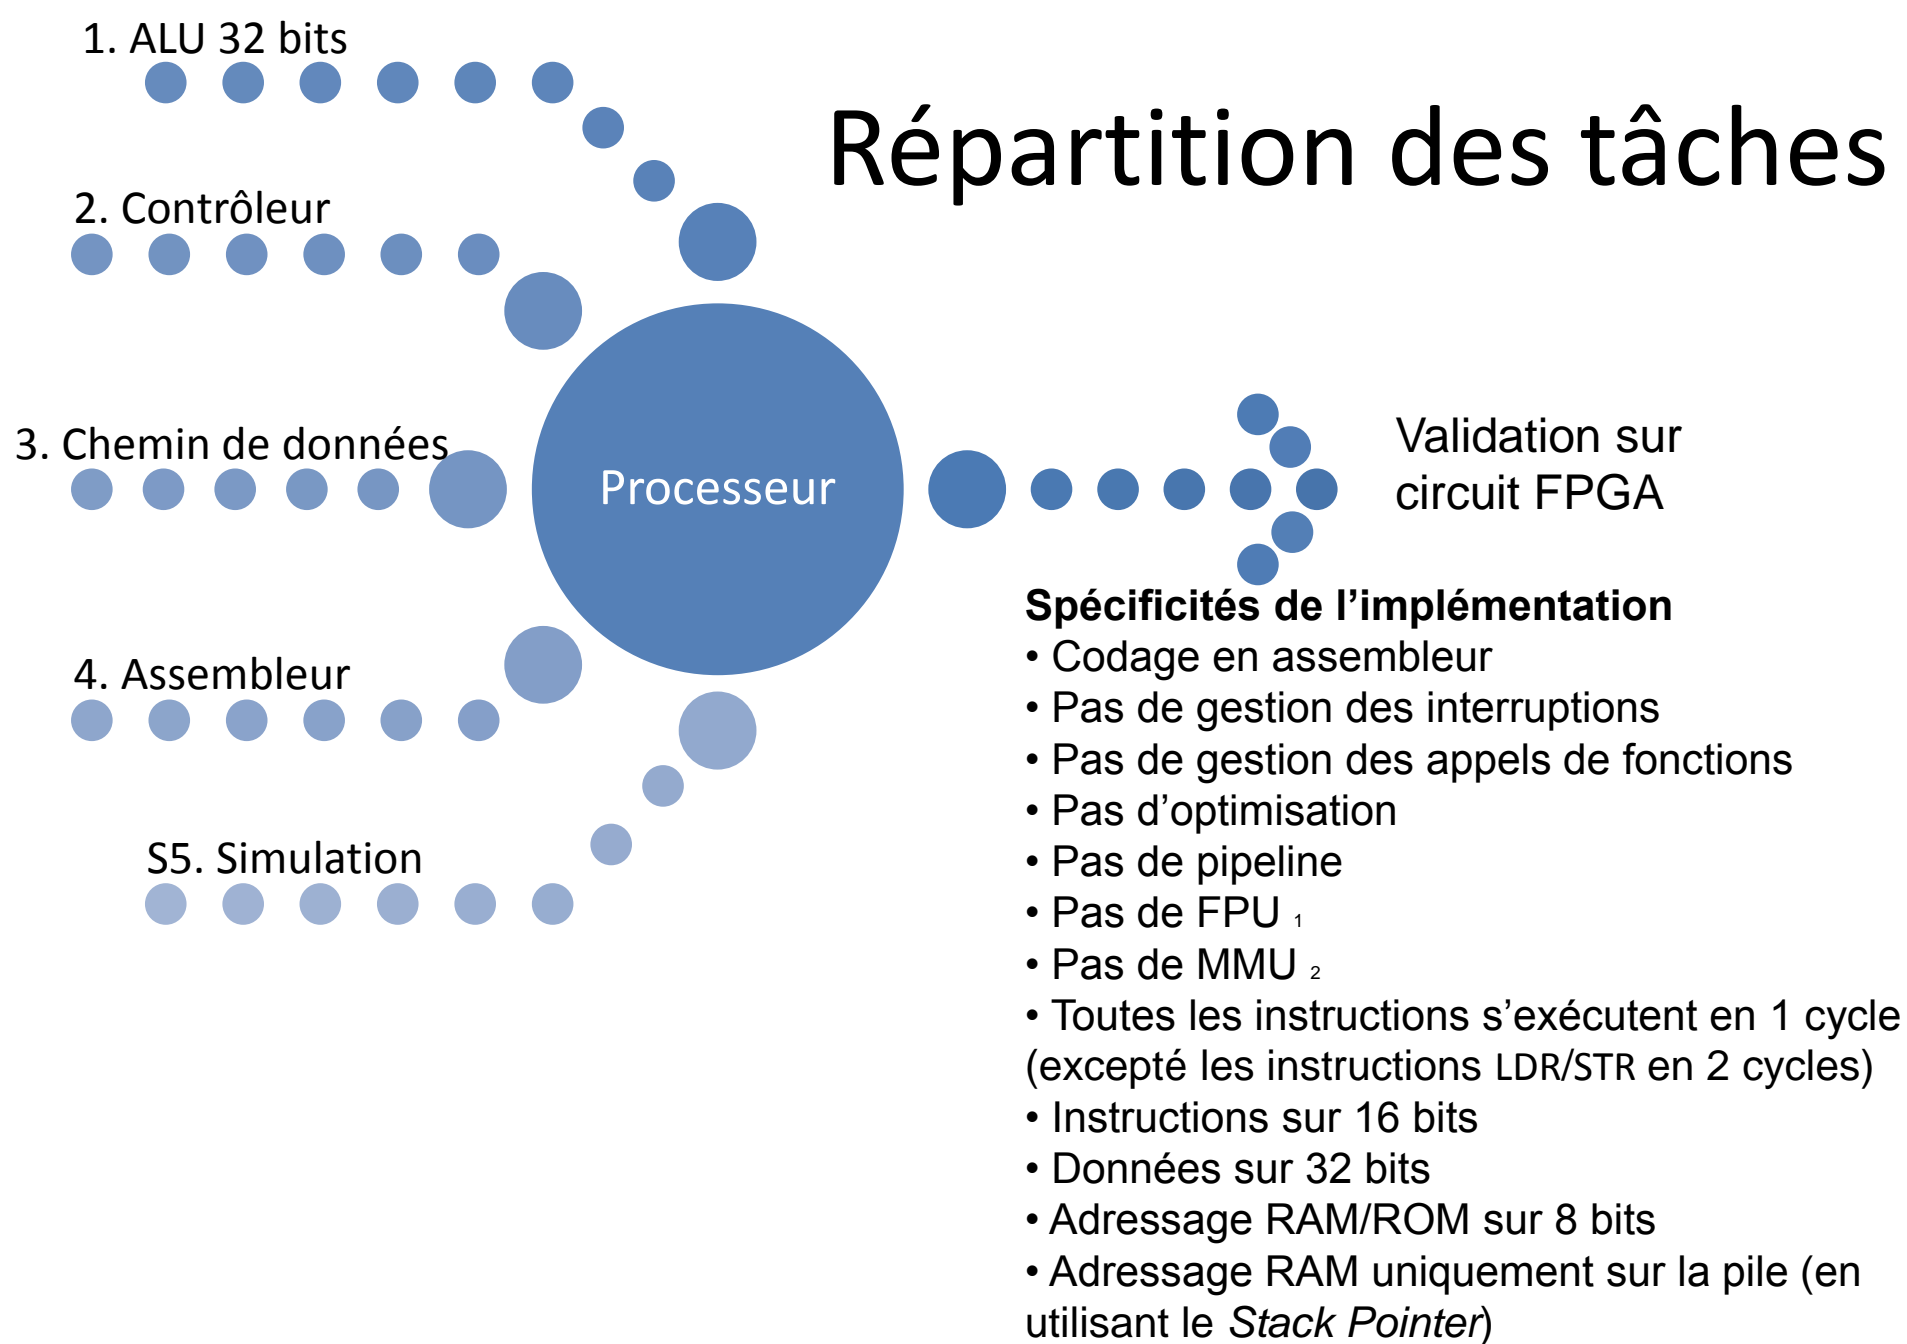 Répartition des tâches
1. ALU 32 bits
2. Contrôleur
3. Chemin de données
4. Assembleur
S5. Simulation
Processeur
Validation sur
circuit FPGA
Spécificités de l’implémentation
• Codage en assembleur
• Pas de gestion des interruptions
• Pas de gestion des appels de fonctions
• Pas d’optimisation
• Pas de pipeline
• Pas de FPU 1
• Pas de MMU 2
• Toutes les instructions s’exécutent en 1 cycle
(excepté les instructions LDR/STR en 2 cycles)
• Instructions sur 16 bits
• Données sur 32 bits
• Adressage RAM/ROM sur 8 bits
• Adressage RAM uniquement sur la pile (en
utilisant le Stack Pointer)